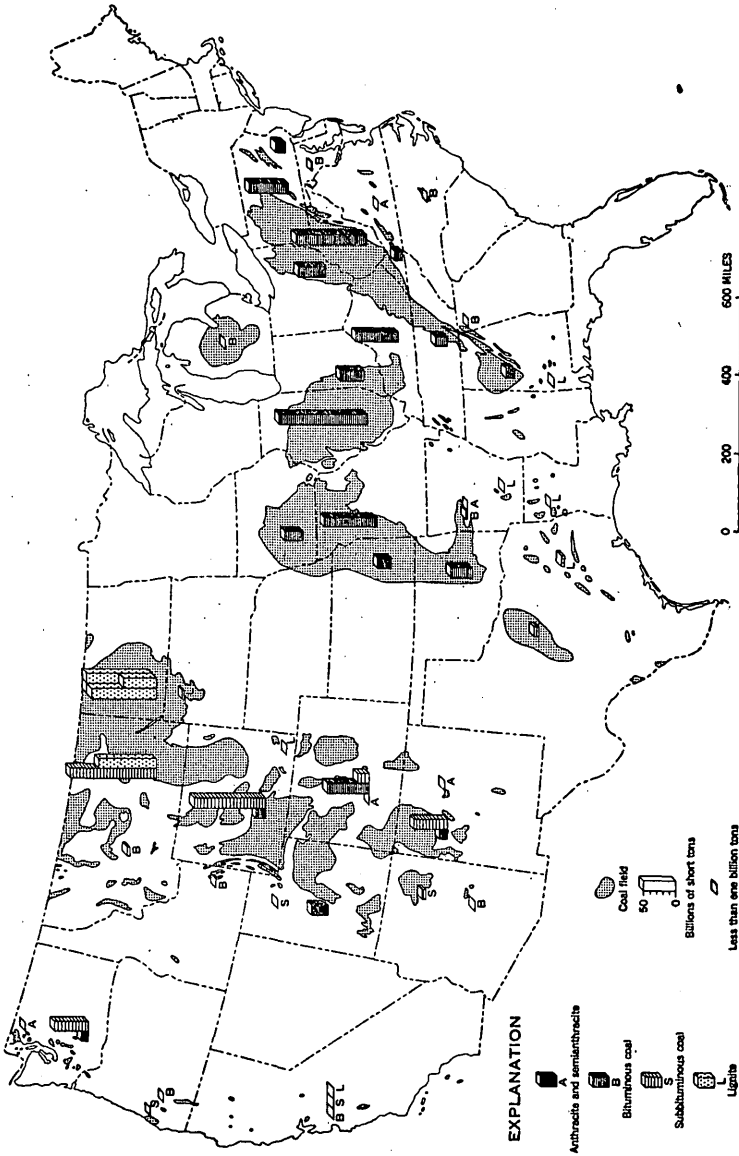 A
S
B
B S L
B
B
S
L
A
S
B
A
B
B
A
B
B
L
B A
L
L
L
0 200 400 600 MILES
EXPLANATION
A
Anthracite and semianthracite
B
Bituminous coal
S
Subbituminous coal
L
Lignite
Coal field
50
0
Billions of short tons
Less than one billion tons